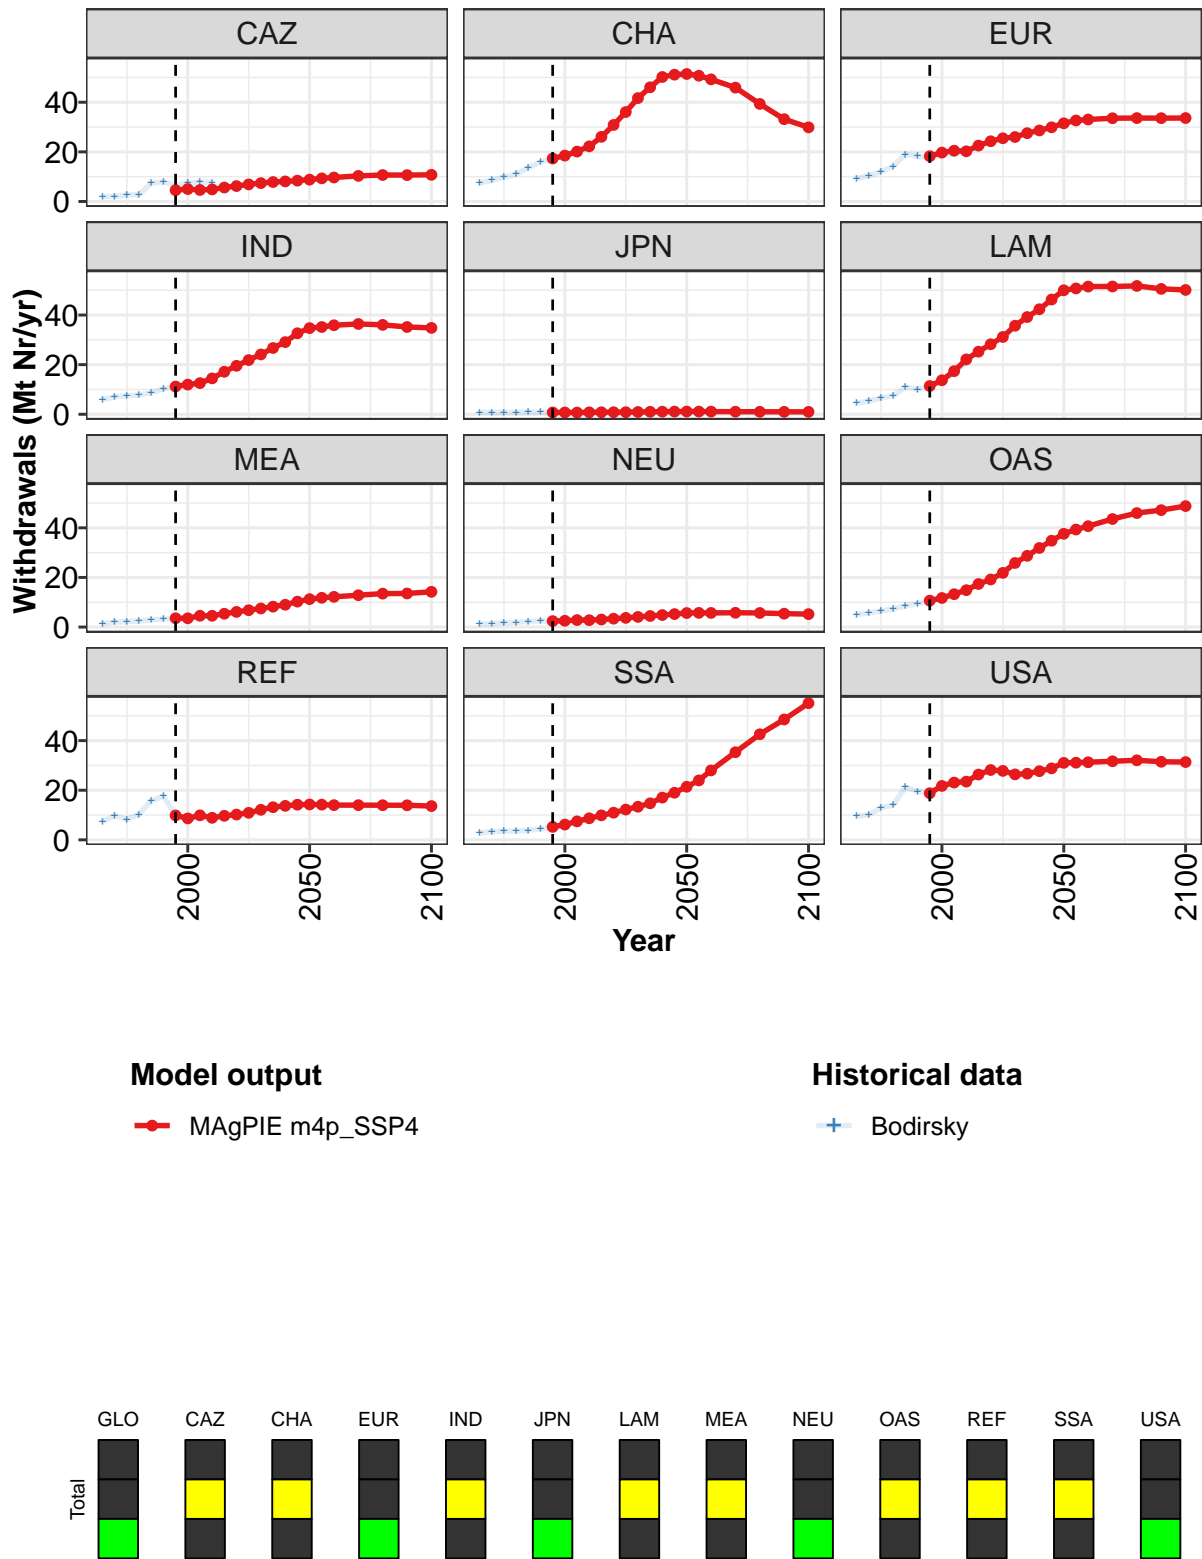 CAZ CHA EUR
40
20
0
IND JPN LAM
40
20
0
MEA NEU OAS
40
20
0
REF SSA USA
40
20
0
Withdrawals (Mt Nr/yr)
2000 2050 2100 2000 2050 2100 2000 2050 2100
Year
Model output Historical data
MAgPIE m4p_SSP4 Bodirsky
GLO CAZ CHA EUR IND JPN LAM MEA NEU OAS REF SSA USA
Total